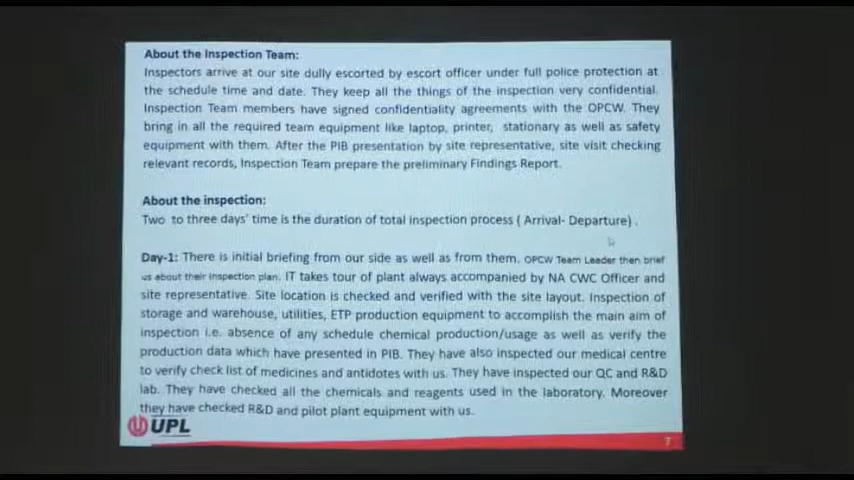 About the Inspection Team:
Inspectors arrive at our site dully escorted by escort officer under full police protection at
the schedule time and date. They keep all the things of the inspection very confidential.
Inspection Team members have signed confidentiality agreements with the OPCW. They
bring in all the required team equipment like laptop, printer, stationary as well as safety
equipment with them. After the PIB presentation by site representative, site visit checking
relevant records, Inspection Team prepare the preliminary Findings Report.
About the inspection:
Two to three days' time is the duration of total inspection process ( Arrival- Departure) .
Day-1: There is initial briefing from our side as well as from them. OPCW Team Leader then brief
us about their inspection plan. IT takes tour of plant always accompanied by NA CWC Officer and
site representative. Site location is checked and verified with the site layout. Inspection of
storage and warehouse, utilities, ETP production equipment to accomplish the main aim of
inspection i.e. absence of any schedule chemical production/usage as well as verify the
production data which have presented in PIB. They have also inspected our medical centre
to verify check list of medicines and antidotes with us. They have inspected our QC and R&D
lab. They have checked all the chemicals and reagents used in the laboratory. Moreover
they have checked R&D and pilot plant equipment with us.
UPL
7